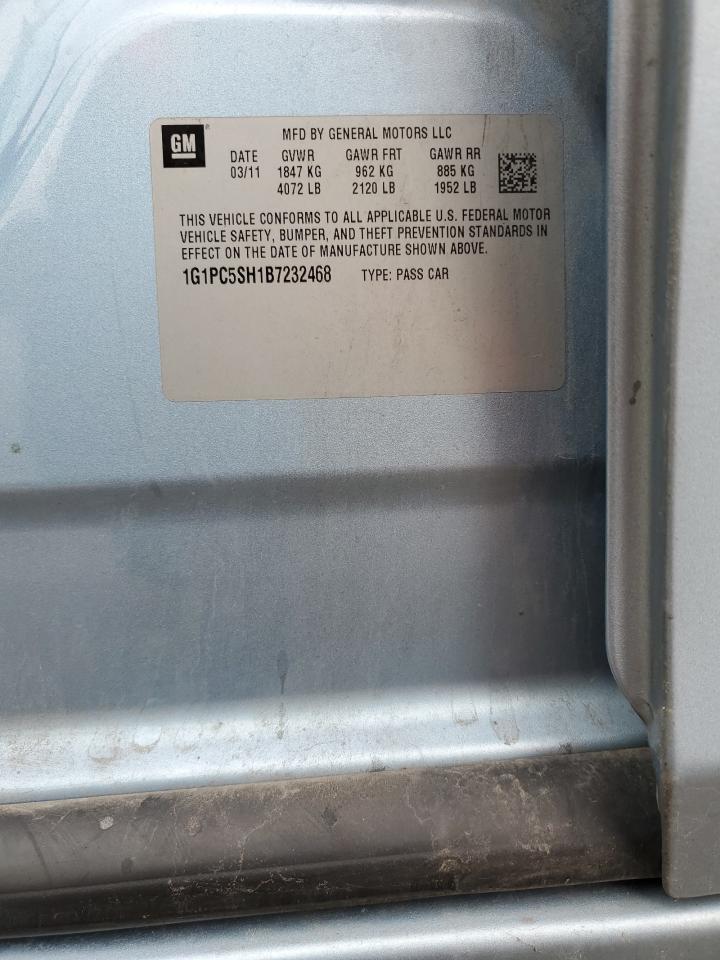 GM
MFD BY GENERAL MOTORS LLC
DATE GVWR GAWR FRT GAWR RR
03/11 1847 KG 962 KG 885 KG
4072 LB 2120 LB 1952 LB
THIS VEHICLE CONFORMS TO ALL APPLICABLE U.S. FEDERAL MOTOR
VEHICLE SAFETY, BUMPER, AND THEFT PREVENTION STANDARDS IN
EFFECT ON THE DATE OF MANUFACTURE SHOWN ABOVE.
1G1PC5SH1B7232468 TYPE: PASS CAR